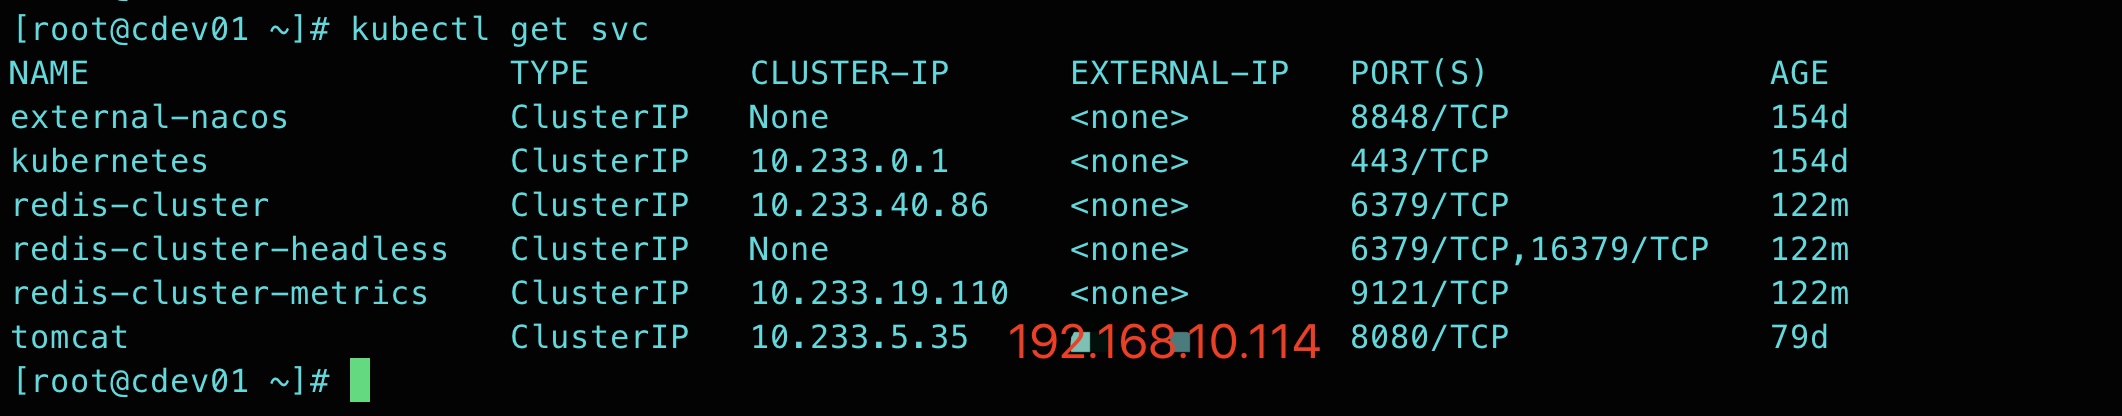 [root@cdev01 ~]# kubectl get svc
NAME TYPE CLUSTER-IP EXTERNAL-IP PORT(S) AGE
external-nacos ClusterIP None <none> 8848/TCP 154d
kubernetes ClusterIP 10.233.0.1 <none> 443/TCP 154d
redis-cluster ClusterIP 10.233.40.86 <none> 6379/TCP 122m
redis-cluster-headless ClusterIP None <none> 6379/TCP,16379/TCP 122m
redis-cluster-metrics ClusterIP 10.233.19.110 <none> 9121/TCP 122m
tomcat ClusterIP 10.233.5.35 192.168.10.114 8080/TCP 79d
[root@cdev01 ~]#